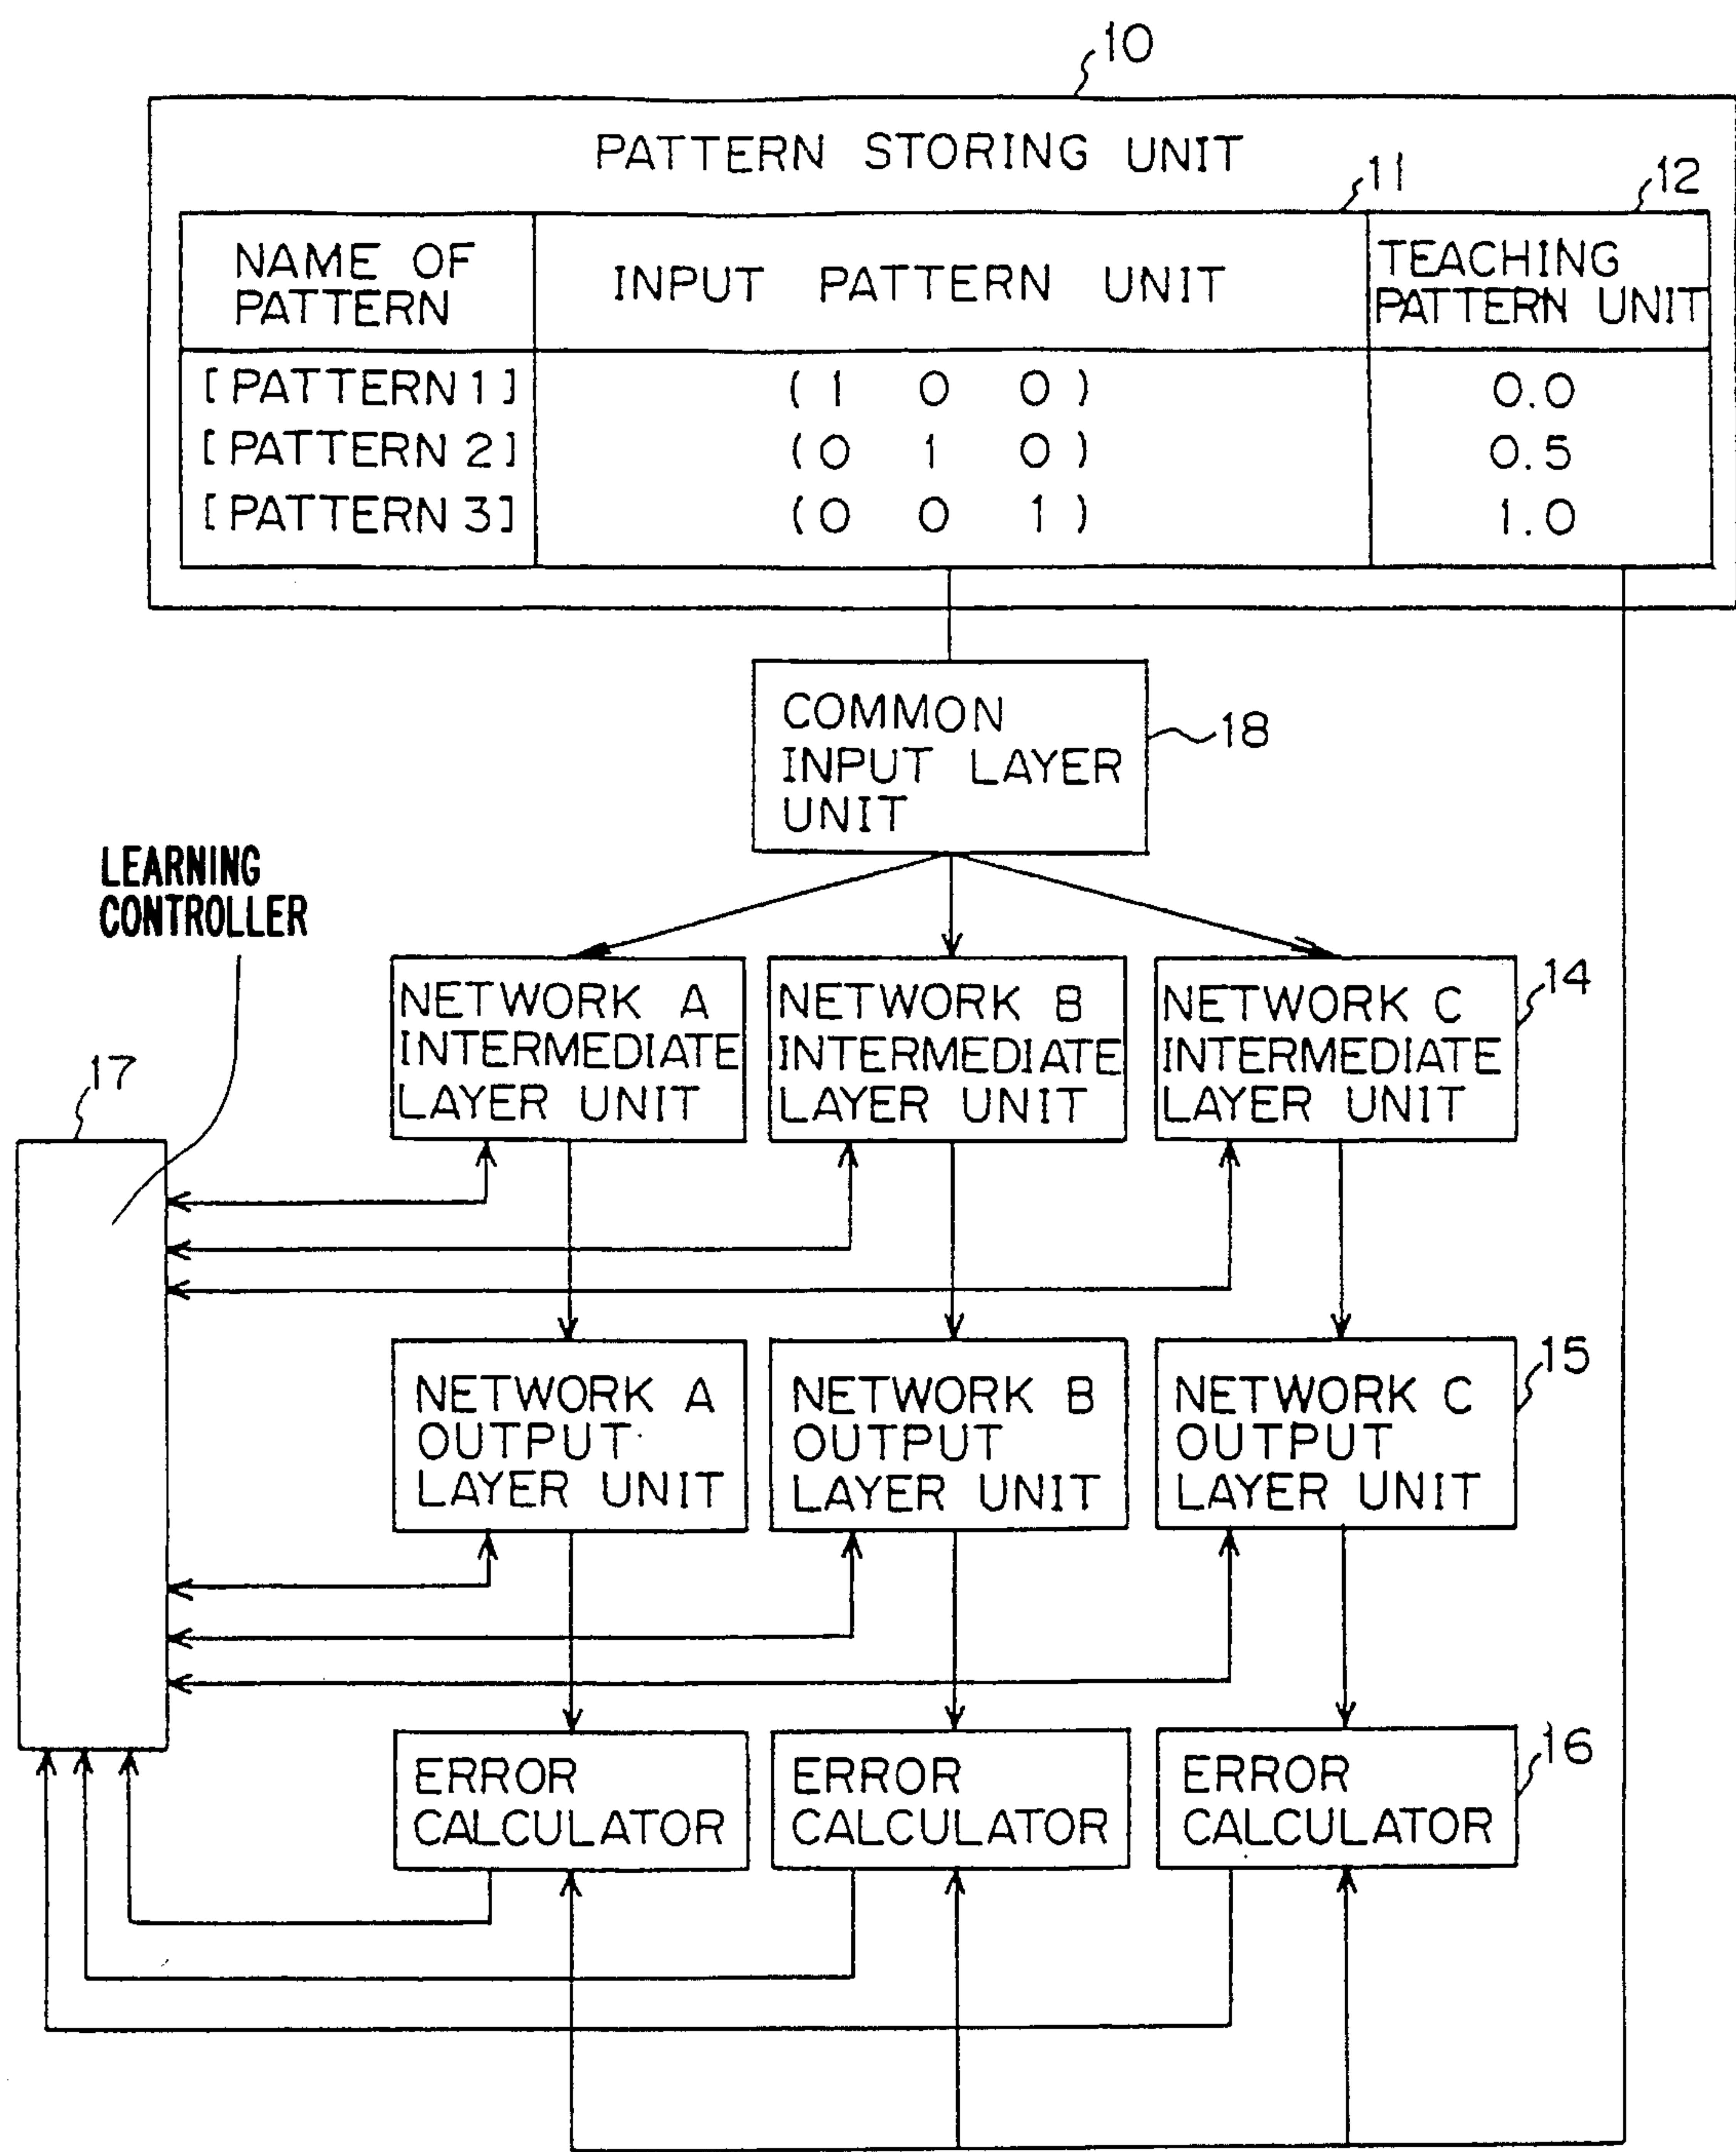 10
PATTERN STORING UNIT
11
12
NAME OF
PATTERN
INPUT PATTERN UNIT
TEACHING
PATTERN UNIT
[PATTERN 1] (1 0 0) 0.0
[PATTERN 2] (0 1 0) 0.5
[PATTERN 3] (0 0 1) 1.0
COMMON
INPUT LAYER
UNIT
18
LEARNING
CONTROLLER
17
NETWORK A
INTERMEDIATE
LAYER UNIT
NETWORK B
INTERMEDIATE
LAYER UNIT
NETWORK C
INTERMEDIATE
LAYER UNIT
14
NETWORK A
OUTPUT
LAYER UNIT
NETWORK B
OUTPUT
LAYER UNIT
NETWORK C
OUTPUT
LAYER UNIT
15
ERROR
CALCULATOR
ERROR
CALCULATOR
ERROR
CALCULATOR
16